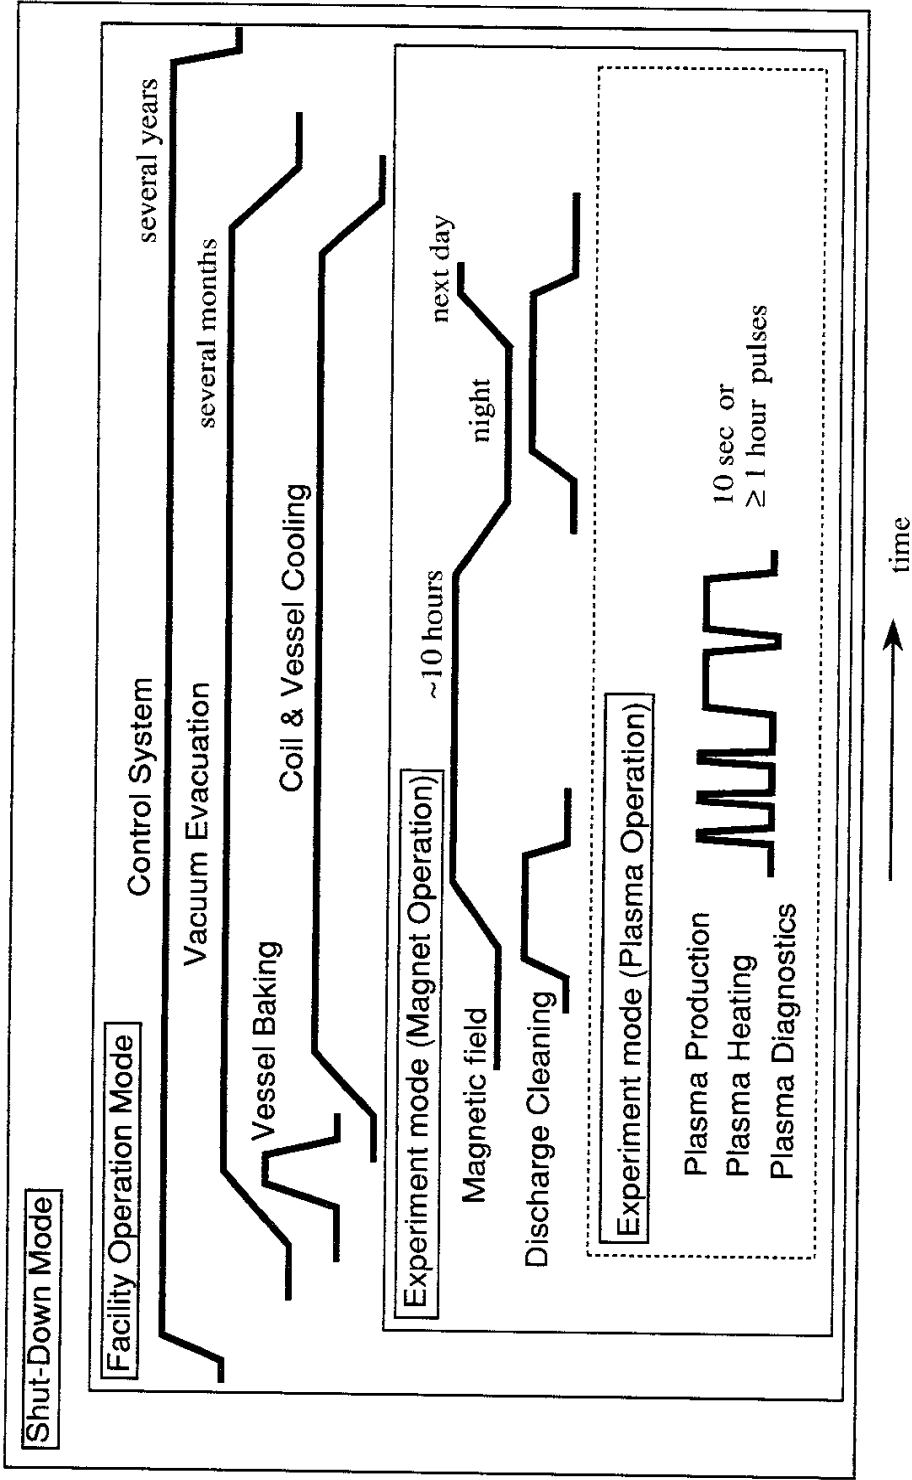 Shut-Down Mode
Facility Operation Mode
Control System
several years
Vacuum Evacuation
several months
Vessel Baking
Coil & Vessel Cooling
Experiment mode (Magnet Operation)
~10 hours
next day
Magnetic field
night
Discharge Cleaning
Experiment mode (Plasma Operation)
Plasma Production
Plasma Heating
Plasma Diagnostics
10 sec or
≥ 1 hour pulses
time